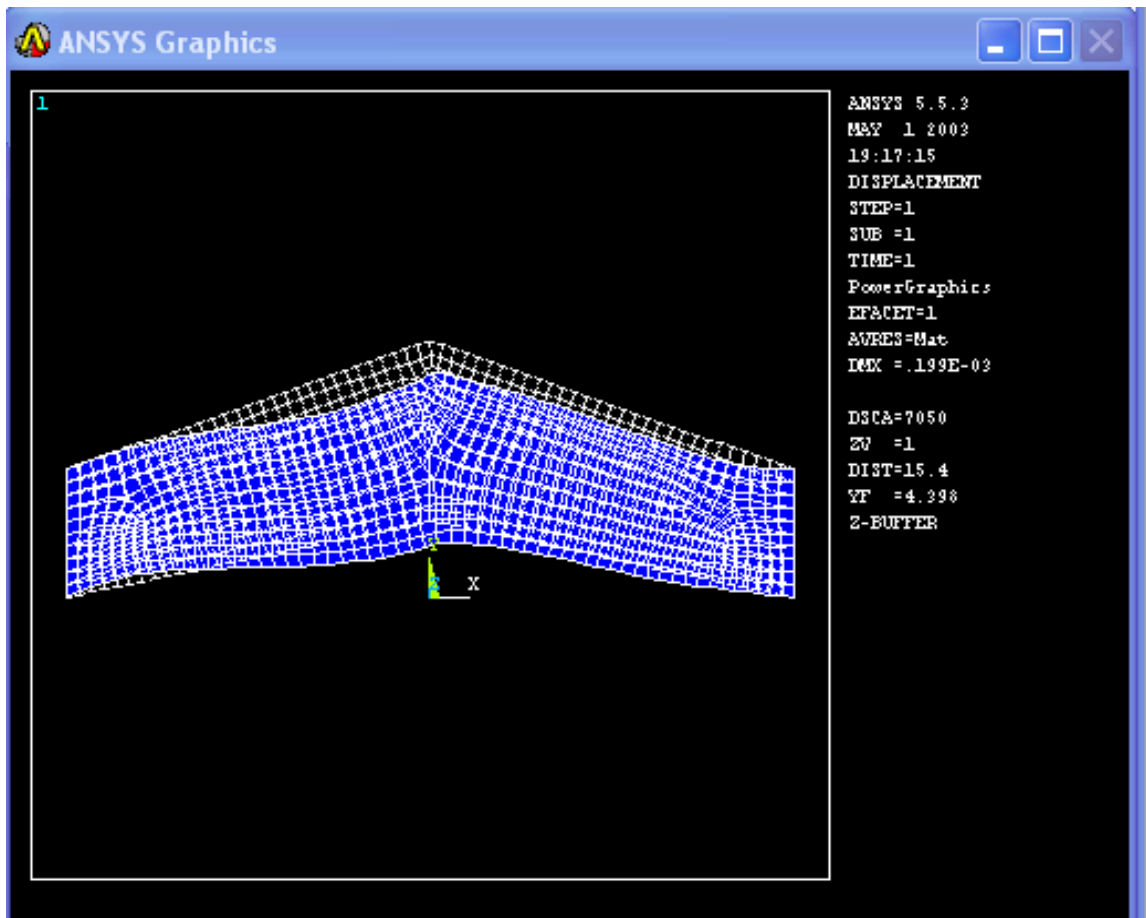 ANSYS Graphics
1
ANSYS 5.5.3
MAY 1 2003
19:17:15
DISPLACEMENT
STEP=1
SUB =1
TIME=1
PowerGraphics
EFACET=1
AVRES=Mat
DMX =.199E-03
DSCA=7050
ZV =1
DIST=15.4
YF =4.398
Z-BUFFER
Y
X